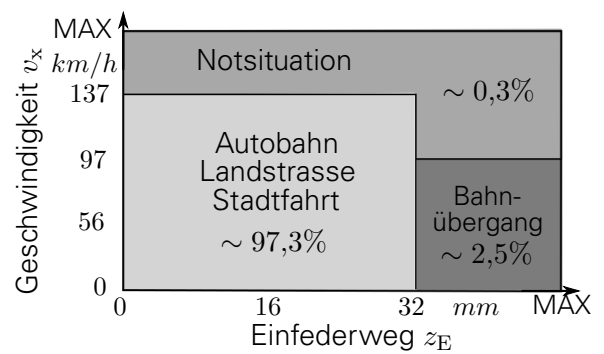 MAX
Geschwindigkeit v_x
km/h
137
97
56
0
Notsituation
~ 0,3%
Autobahn
Landstrasse
Stadtfahrt
~ 97,3%
Bahn-
übergang
~ 2,5%
0 16 32 mm MAX
Einfederweg z_E